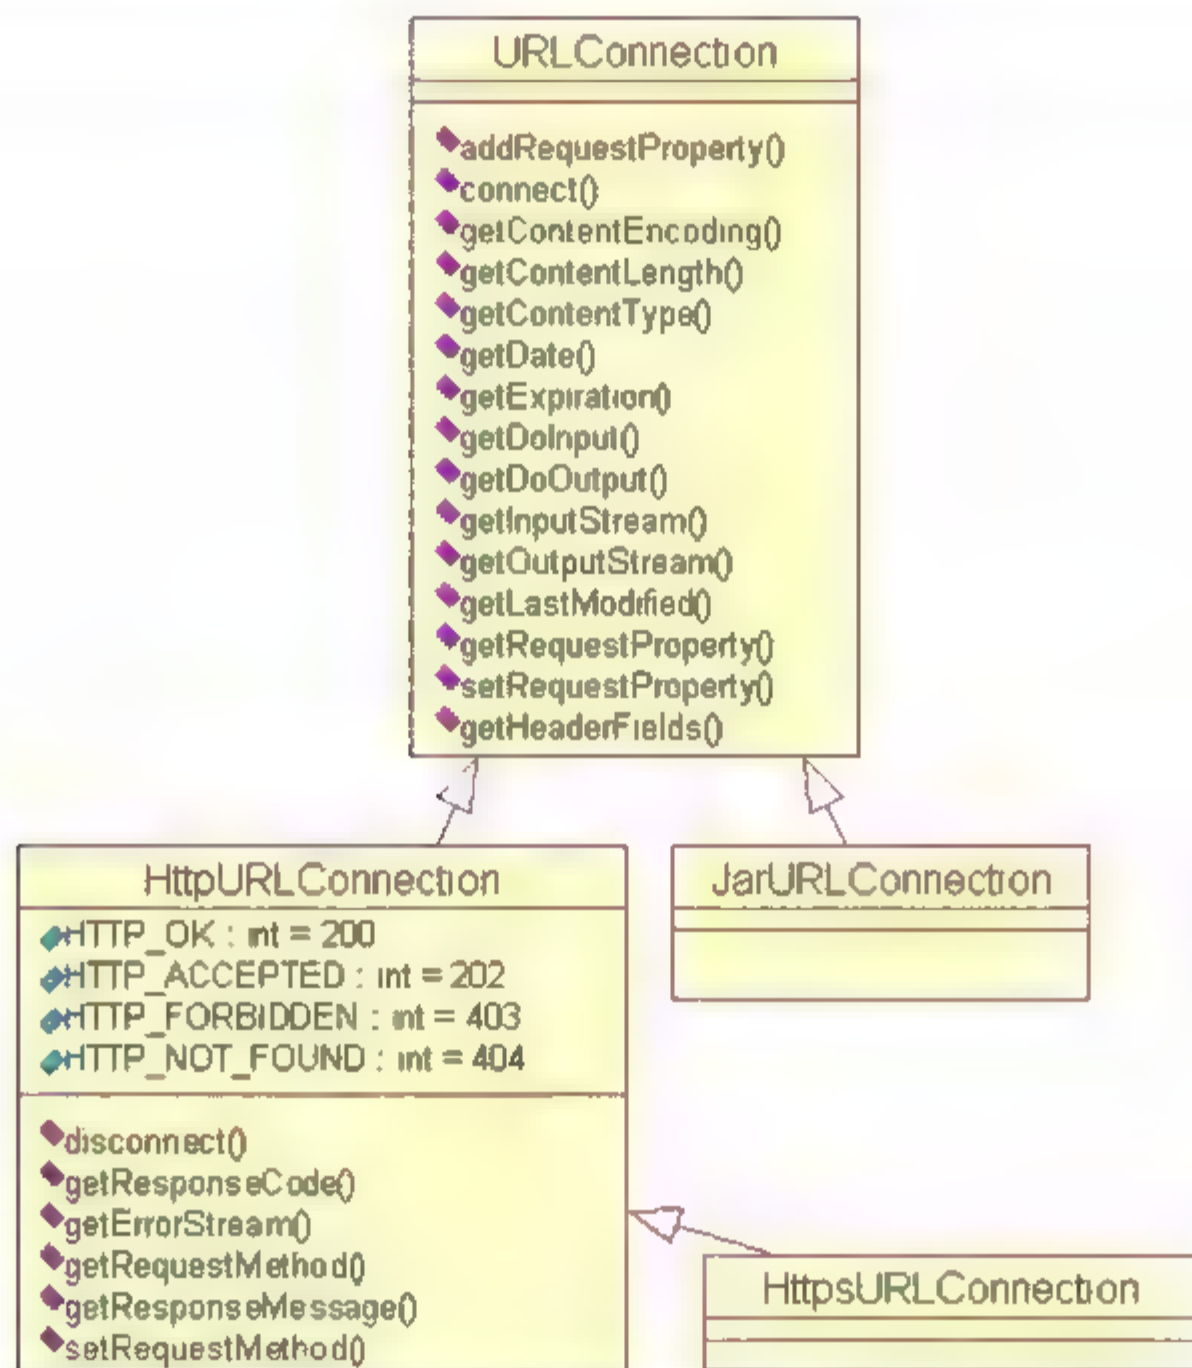 URLConnection
addRequestProperty()
connect()
getContentEncoding()
getContentLength()
getContentType()
getDate()
getExpiration()
getDoInput()
getDoOutput()
getInputStream()
getOutputStream()
getLastModified()
getRequestProperty()
setRequestProperty()
getHeaderFields()
HttpURLConnection
HTTP_OK : int = 200
HTTP_ACCEPTED : int = 202
HTTP_FORBIDDEN : int = 403
HTTP_NOT_FOUND : int = 404
disconnect()
getResponseCode()
getErrorStream()
getRequestMethod()
getResponseMessage()
setRequestMethod()
JarURLConnection
HttpsURLConnection